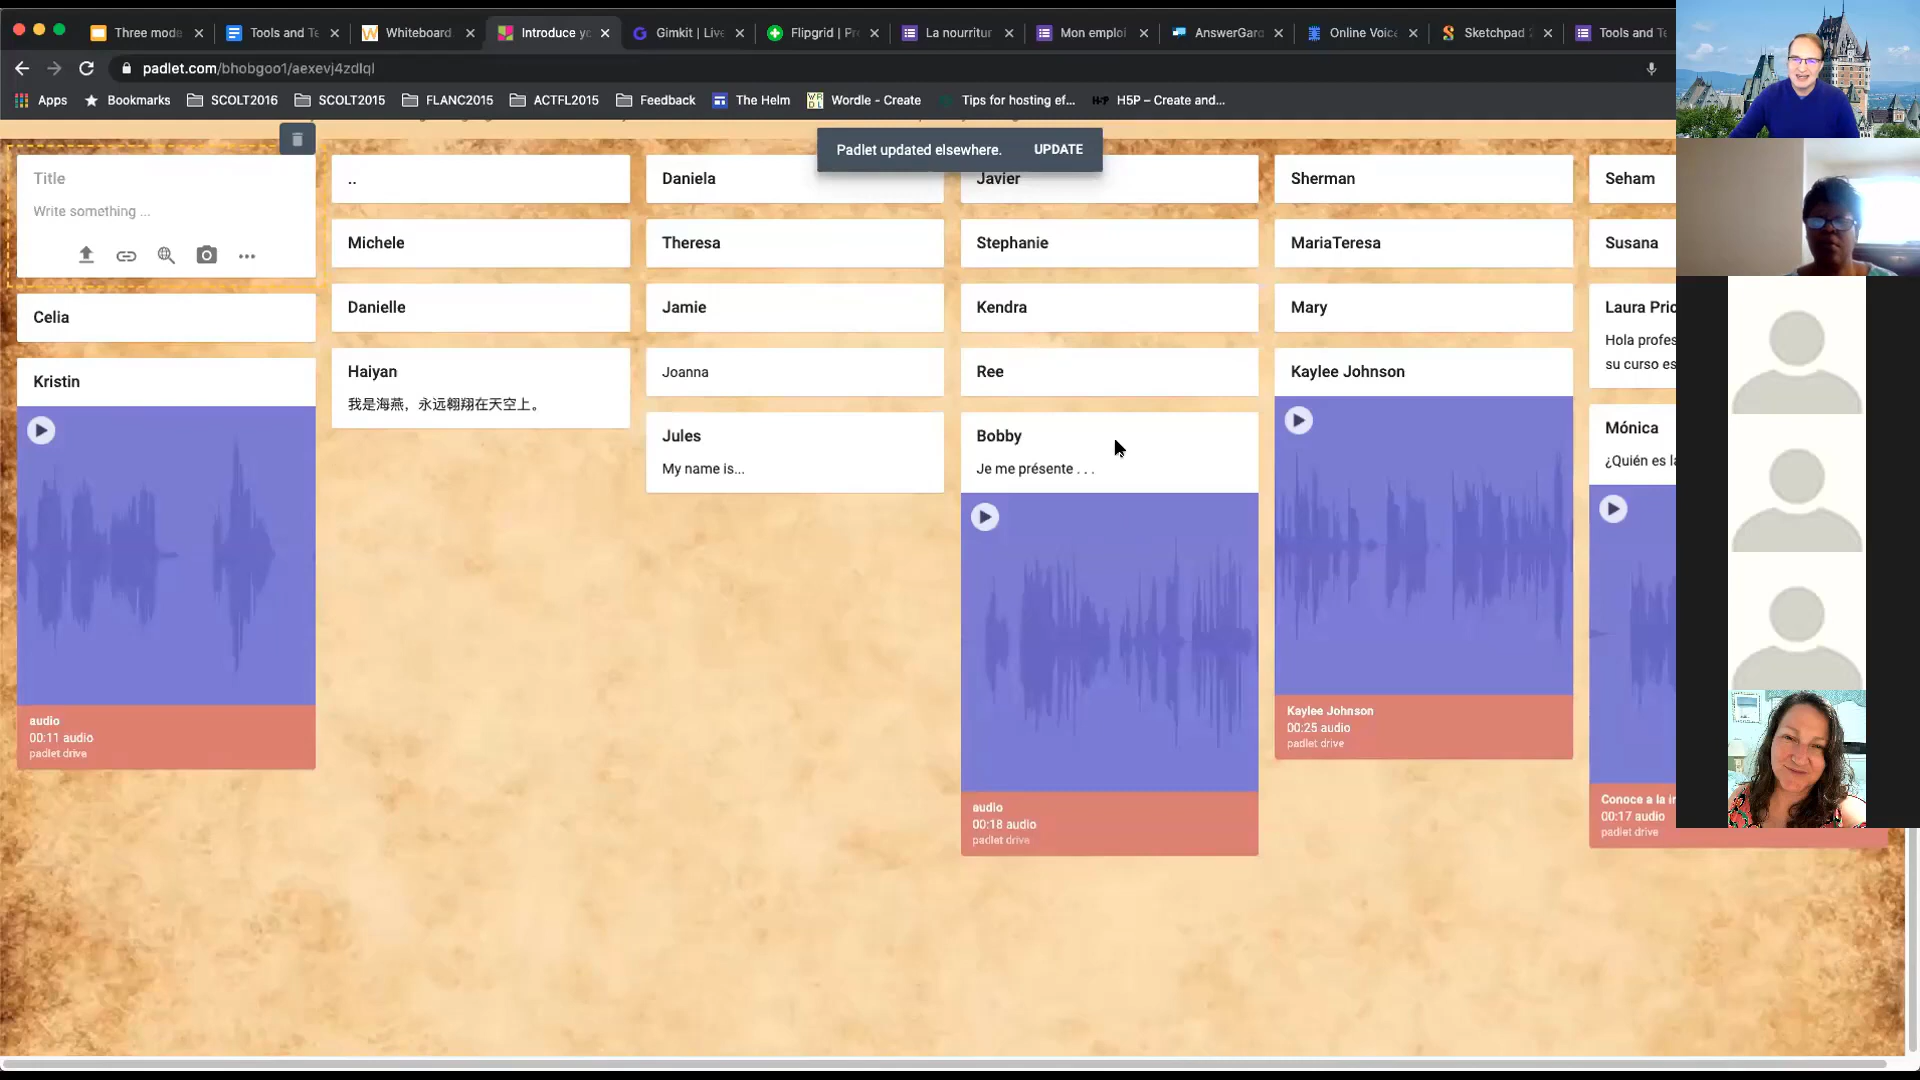 Three mode
Tools and Te
Whiteboard
Introduce yo
Gimkit | Live
Flipgrid | Pr
La nourritur
Mon emploi
AnswerGard
Online Voice
Sketchpad
Tools and Te
padlet.com/bhobgoo1/aexevj4zdlql
Apps
Bookmarks
SCOLT2016
SCOLT2015
FLANC2015
ACTFL2015
Feedback
The Helm
Wordle - Create
Tips for hosting ef...
H5P – Create and...
Padlet updated elsewhere. UPDATE
Title
Write something ...
Celia
Kristin
audio
00:11 audio
padlet drive
..
Michele
Danielle
Haiyan
我是海燕，永远翱翔在天空上。
Daniela
Theresa
Jamie
Joanna
Jules
My name is...
Javier
Stephanie
Kendra
Ree
Bobby
Je me présente . . .
audio
00:18 audio
padlet drive
Sherman
MariaTeresa
Mary
Kaylee Johnson
Kaylee Johnson
00:25 audio
padlet drive
Seham
Susana
Laura Pric
Hola profes
su curso es
Mónica
¿Quién es la
Conoce a la in
00:17 audio
padlet drive